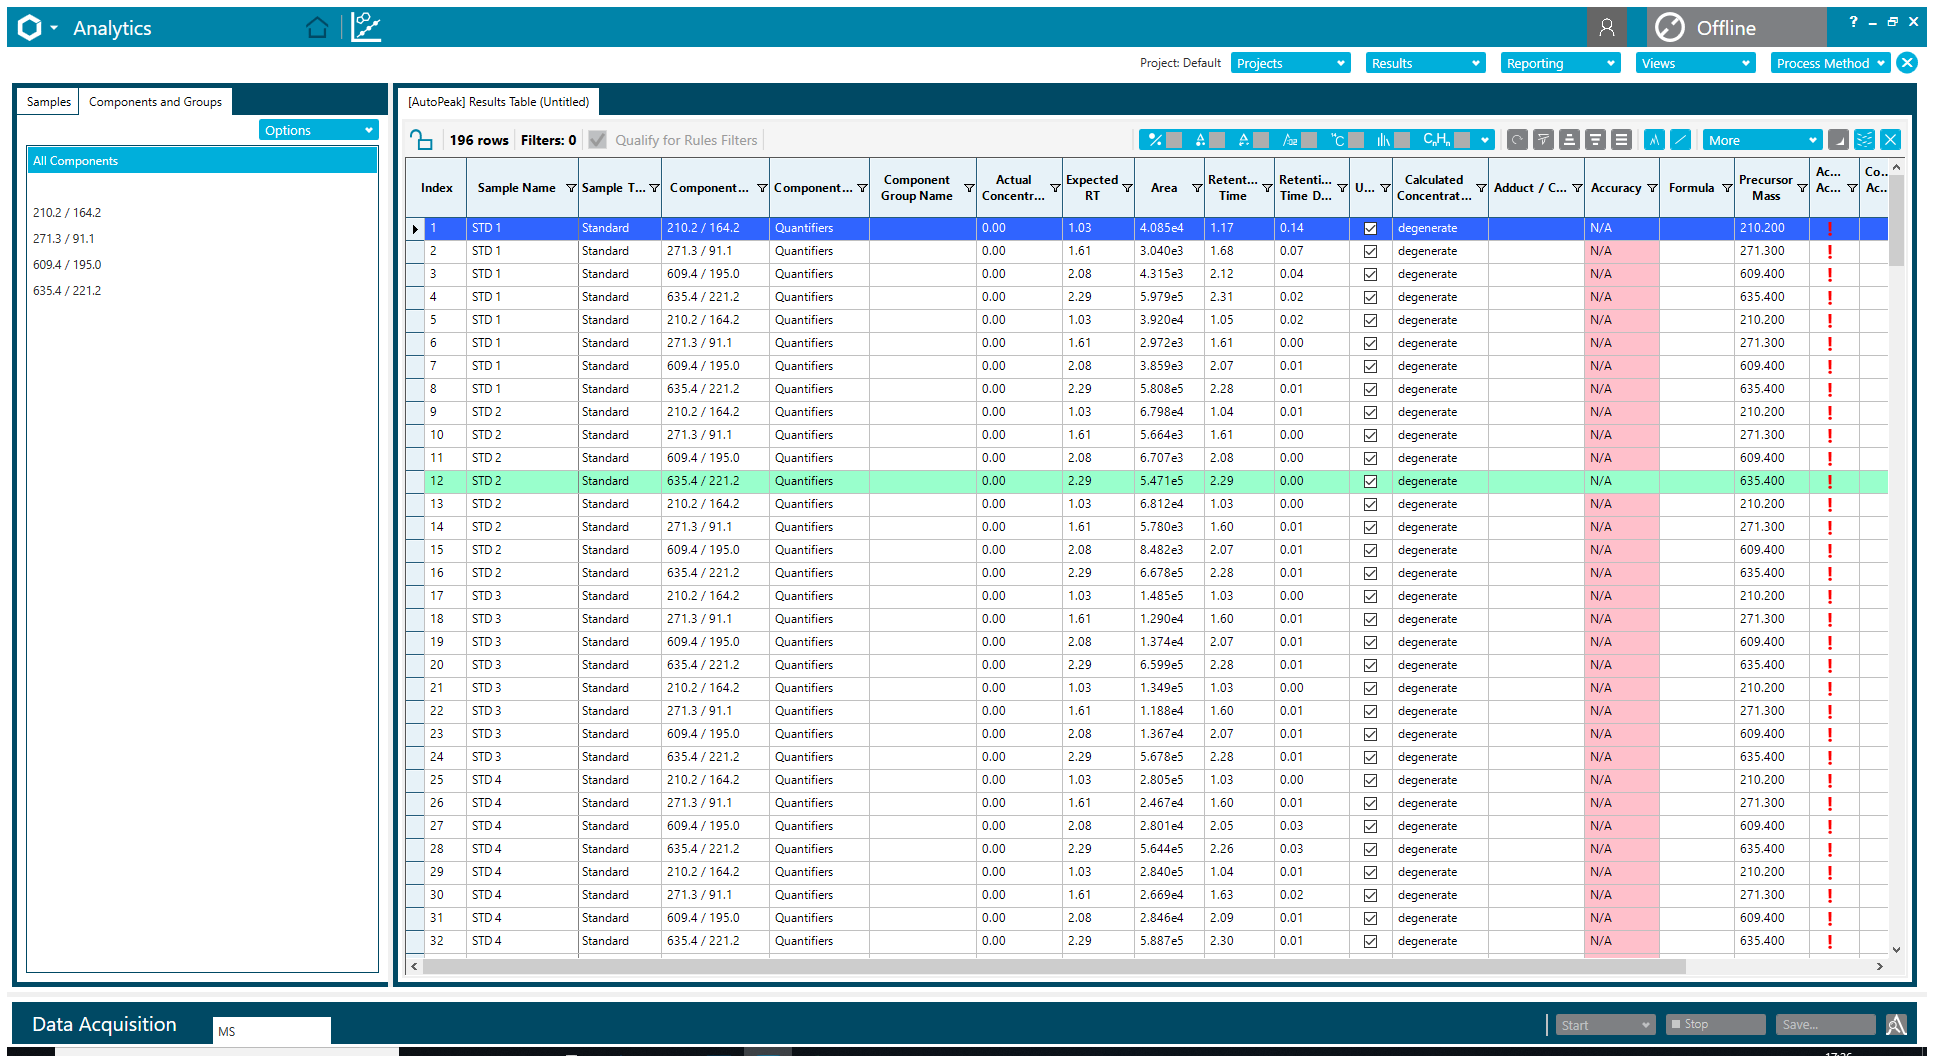 Analytics
Offline
?
Project: Default Projects Results Reporting Views Process Method
Samples Components and Groups
[AutoPeak] Results Table (Untitled)
Options
196 rows Filters: 0 Qualify for Rules Filters More
All Components
210.2 / 164.2
271.3 / 91.1
609.4 / 195.0
635.4 / 221.2
Index Sample Name Sample T... Component... Component... Component Group Name Actual Concentr... Expected RT Area Retent... Time Retenti... Time D... U... Calculated Concentrat... Adduct / C... Accuracy Formula Precursor Mass Ac... Ac... Co... Ac...
1 STD 1 Standard 210.2 / 164.2 Quantifiers 0.00 1.03 4.085e4 1.17 0.14 degenerate N/A 210.200 !
2 STD 1 Standard 271.3 / 91.1 Quantifiers 0.00 1.61 3.040e3 1.68 0.07 degenerate N/A 271.300 !
3 STD 1 Standard 609.4 / 195.0 Quantifiers 0.00 2.08 4.315e3 2.12 0.04 degenerate N/A 609.400 !
4 STD 1 Standard 635.4 / 221.2 Quantifiers 0.00 2.29 5.979e5 2.31 0.02 degenerate N/A 635.400 !
5 STD 1 Standard 210.2 / 164.2 Quantifiers 0.00 1.03 3.920e4 1.05 0.02 degenerate N/A 210.200 !
6 STD 1 Standard 271.3 / 91.1 Quantifiers 0.00 1.61 2.972e3 1.61 0.00 degenerate N/A 271.300 !
7 STD 1 Standard 609.4 / 195.0 Quantifiers 0.00 2.08 3.859e3 2.07 0.01 degenerate N/A 609.400 !
8 STD 1 Standard 635.4 / 221.2 Quantifiers 0.00 2.29 5.808e5 2.28 0.01 degenerate N/A 635.400 !
9 STD 2 Standard 210.2 / 164.2 Quantifiers 0.00 1.03 6.798e4 1.04 0.01 degenerate N/A 210.200 !
10 STD 2 Standard 271.3 / 91.1 Quantifiers 0.00 1.61 5.664e3 1.61 0.00 degenerate N/A 271.300 !
11 STD 2 Standard 609.4 / 195.0 Quantifiers 0.00 2.08 6.707e3 2.08 0.00 degenerate N/A 609.400 !
12 STD 2 Standard 635.4 / 221.2 Quantifiers 0.00 2.29 5.471e5 2.29 0.00 degenerate N/A 635.400 !
13 STD 2 Standard 210.2 / 164.2 Quantifiers 0.00 1.03 6.812e4 1.03 0.00 degenerate N/A 210.200 !
14 STD 2 Standard 271.3 / 91.1 Quantifiers 0.00 1.61 5.780e3 1.60 0.01 degenerate N/A 271.300 !
15 STD 2 Standard 609.4 / 195.0 Quantifiers 0.00 2.08 8.482e3 2.07 0.01 degenerate N/A 609.400 !
16 STD 2 Standard 635.4 / 221.2 Quantifiers 0.00 2.29 6.678e5 2.28 0.01 degenerate N/A 635.400 !
17 STD 3 Standard 210.2 / 164.2 Quantifiers 0.00 1.03 1.485e5 1.03 0.00 degenerate N/A 210.200 !
18 STD 3 Standard 271.3 / 91.1 Quantifiers 0.00 1.61 1.290e4 1.60 0.01 degenerate N/A 271.300 !
19 STD 3 Standard 609.4 / 195.0 Quantifiers 0.00 2.08 1.374e4 2.07 0.01 degenerate N/A 609.400 !
20 STD 3 Standard 635.4 / 221.2 Quantifiers 0.00 2.29 6.599e5 2.28 0.01 degenerate N/A 635.400 !
21 STD 3 Standard 210.2 / 164.2 Quantifiers 0.00 1.03 1.349e5 1.03 0.00 degenerate N/A 210.200 !
22 STD 3 Standard 271.3 / 91.1 Quantifiers 0.00 1.61 1.188e4 1.60 0.01 degenerate N/A 271.300 !
23 STD 3 Standard 609.4 / 195.0 Quantifiers 0.00 2.08 1.367e4 2.07 0.01 degenerate N/A 609.400 !
24 STD 3 Standard 635.4 / 221.2 Quantifiers 0.00 2.29 5.678e5 2.28 0.01 degenerate N/A 635.400 !
25 STD 4 Standard 210.2 / 164.2 Quantifiers 0.00 1.03 2.805e5 1.03 0.00 degenerate N/A 210.200 !
26 STD 4 Standard 271.3 / 91.1 Quantifiers 0.00 1.61 2.467e4 1.60 0.01 degenerate N/A 271.300 !
27 STD 4 Standard 609.4 / 195.0 Quantifiers 0.00 2.08 2.801e4 2.05 0.03 degenerate N/A 609.400 !
28 STD 4 Standard 635.4 / 221.2 Quantifiers 0.00 2.29 5.644e5 2.26 0.03 degenerate N/A 635.400 !
29 STD 4 Standard 210.2 / 164.2 Quantifiers 0.00 1.03 2.840e5 1.04 0.01 degenerate N/A 210.200 !
30 STD 4 Standard 271.3 / 91.1 Quantifiers 0.00 1.61 2.669e4 1.63 0.02 degenerate N/A 271.300 !
31 STD 4 Standard 609.4 / 195.0 Quantifiers 0.00 2.08 2.846e4 2.09 0.01 degenerate N/A 609.400 !
32 STD 4 Standard 635.4 / 221.2 Quantifiers 0.00 2.29 5.887e5 2.30 0.01 degenerate N/A 635.400 !
Data Acquisition MS Start Stop Save...